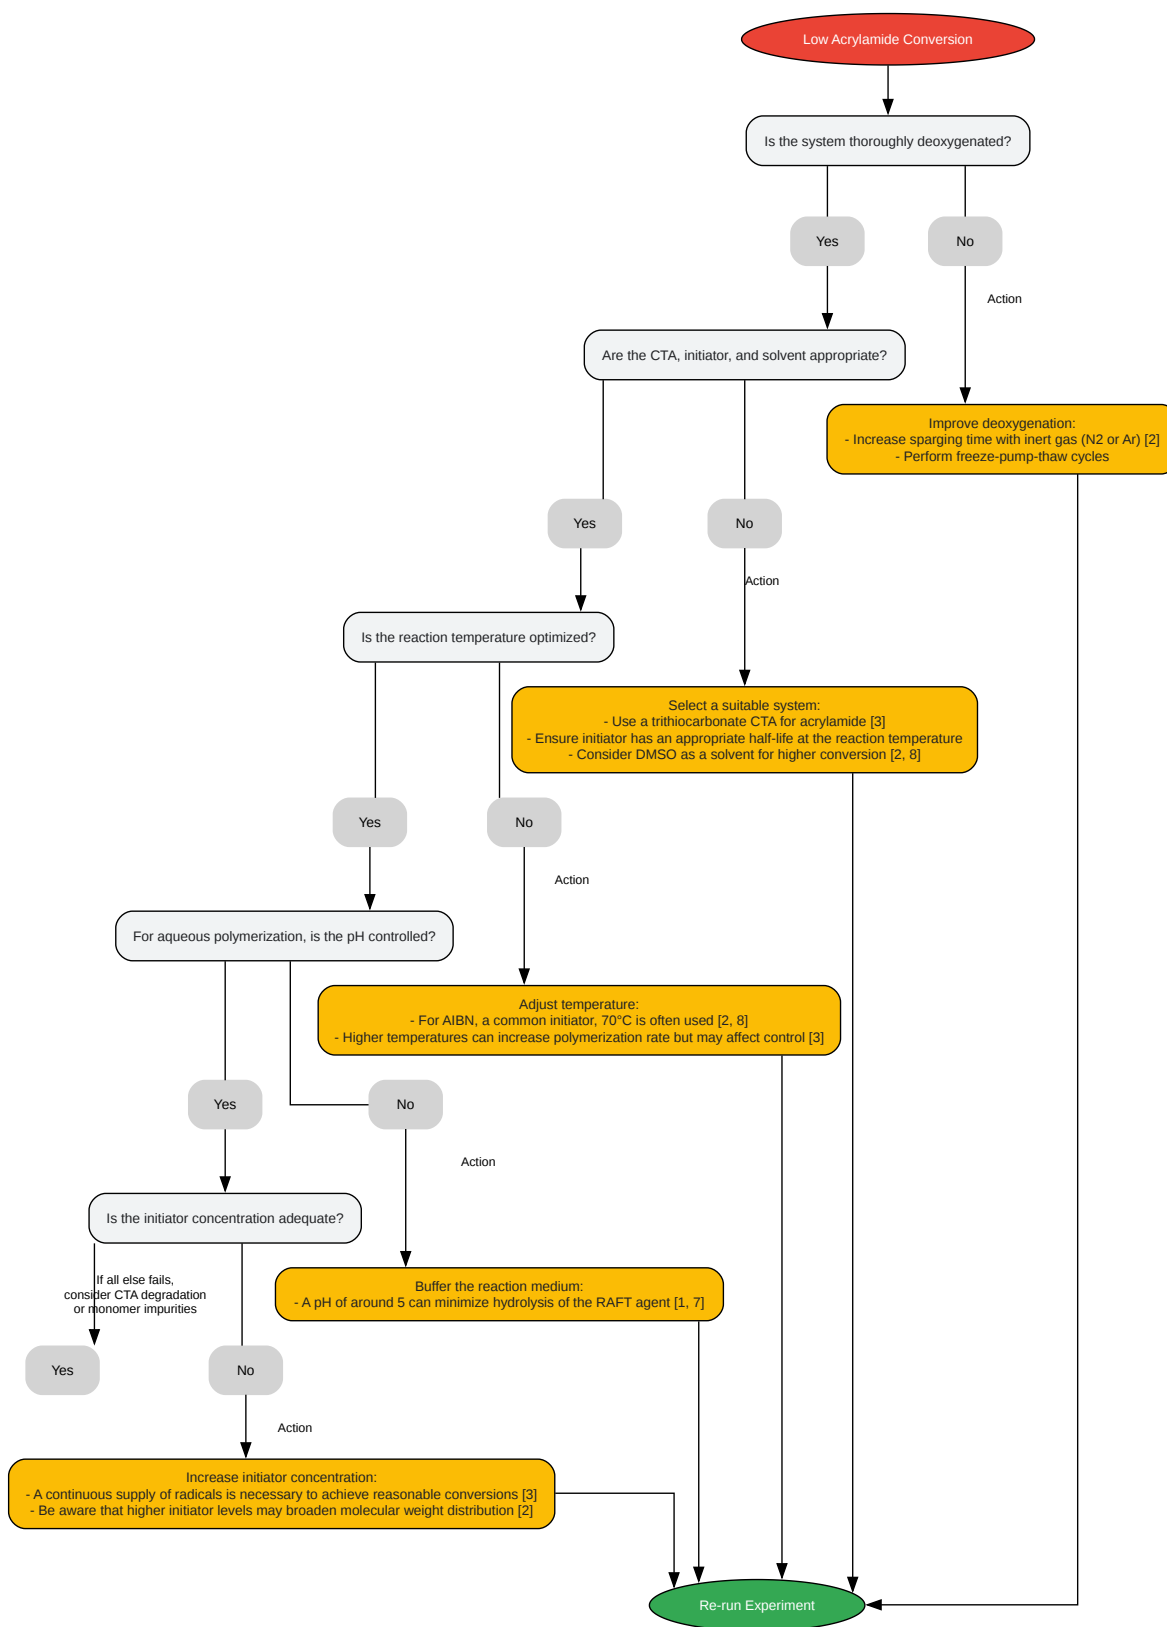 Low Acrylamide Conversion
Is the system thoroughly deoxygenated?
Yes
No
Action
Are the CTA, initiator, and solvent appropriate?
Improve deoxygenation:
- Increase sparging time with inert gas (N2 or Ar) [2]
- Perform freeze-pump-thaw cycles
Yes
No
Action
Is the reaction temperature optimized?
Select a suitable system:
- Use a trithiocarbonate CTA for acrylamide [3]
- Ensure initiator has an appropriate half-life at the reaction temperature
- Consider DMSO as a solvent for higher conversion [2, 8]
Yes
No
Action
For aqueous polymerization, is the pH controlled?
Adjust temperature:
- For AIBN, a common initiator, 70°C is often used [2, 8]
- Higher temperatures can increase polymerization rate but may affect control [3]
Yes
No
Action
Is the initiator concentration adequate?
If all else fails,
consider CTA degradation
or monomer impurities
Buffer the reaction medium:
- A pH of around 5 can minimize hydrolysis of the RAFT agent [1, 7]
Yes
No
Action
Increase initiator concentration:
- A continuous supply of radicals is necessary to achieve reasonable conversions [3]
- Be aware that higher initiator levels may broaden molecular weight distribution [2]
Re-run Experiment